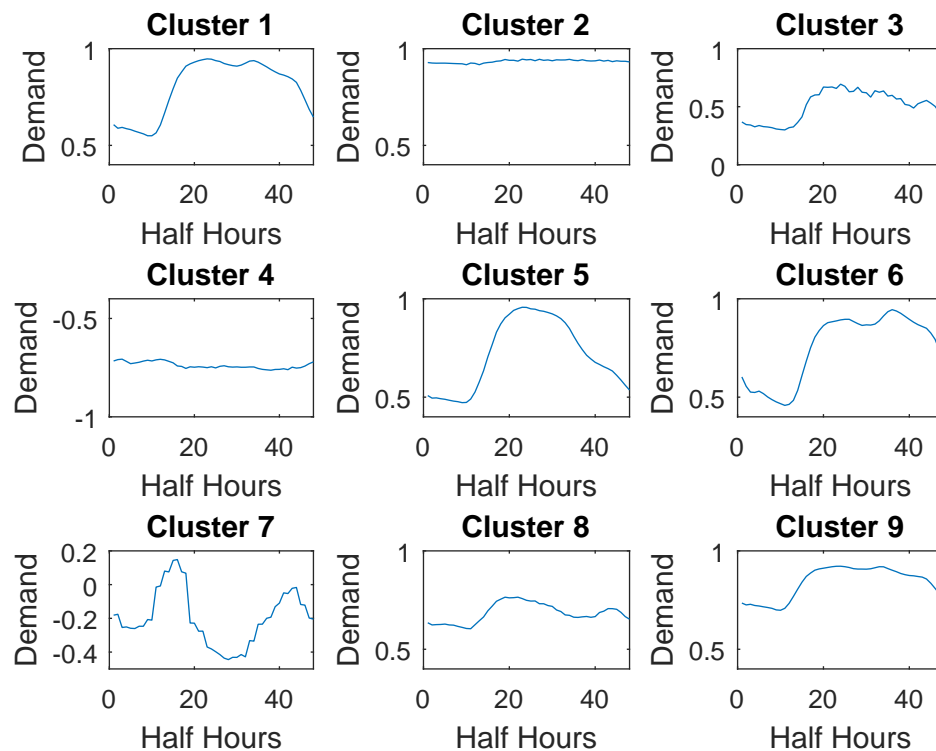 Cluster 1
Demand
1
0.5
0 20 40
Half Hours
Cluster 2
Demand
1
0.5
0 20 40
Half Hours
Cluster 3
Demand
1
0.5
0
0 20 40
Half Hours
Cluster 4
Demand
-0.5
-1
0 20 40
Half Hours
Cluster 5
Demand
1
0.5
0 20 40
Half Hours
Cluster 6
Demand
1
0.5
0 20 40
Half Hours
Cluster 7
Demand
0.2
0
-0.2
-0.4
0 20 40
Half Hours
Cluster 8
Demand
1
0.5
0 20 40
Half Hours
Cluster 9
Demand
1
0.5
0 20 40
Half Hours